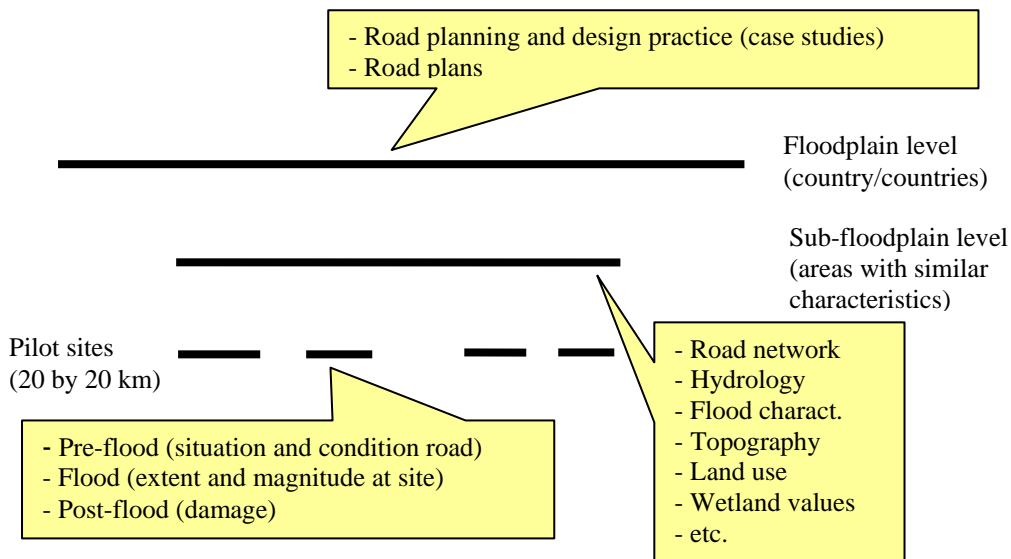 - Road planning and design practice (case studies)
- Road plans
Floodplain level
(country/countries)
Sub-floodplain level
(areas with similar
characteristics)
Pilot sites
(20 by 20 km)
- Road network
- Hydrology
- Flood charact.
- Topography
- Land use
- Wetland values
- etc.
- Pre-flood (situation and condition road)
- Flood (extent and magnitude at site)
- Post-flood (damage)